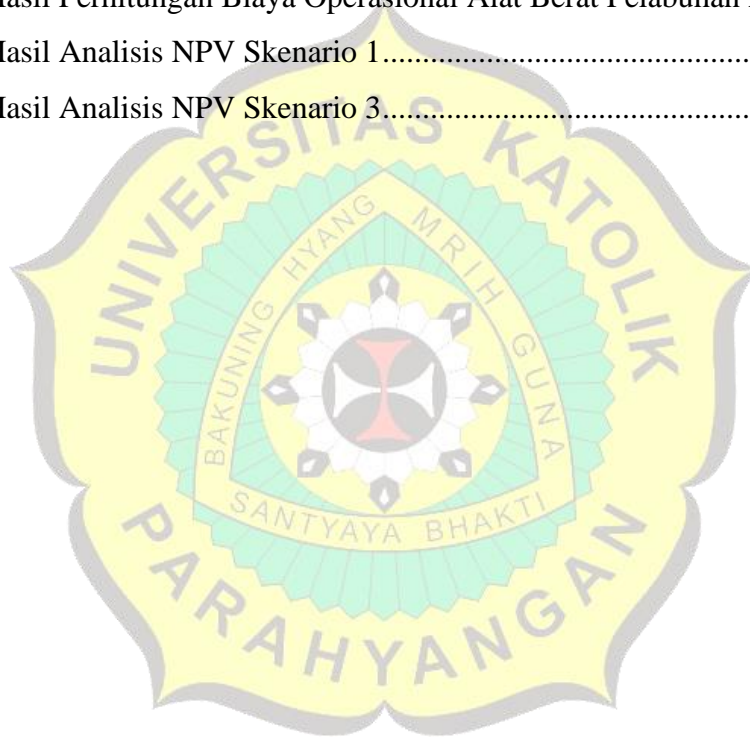 Hasil Perhitungan Biaya Operasional Alat Berat Pelabuhan
Hasil Analisis NPV Skenario 1...............................................
Hasil Analisis NPV Skenario 3...............................................
UNIVERSITAS KATOLIK
BAKUNING HYANG MRIH GUNA
SANTYAYA BHAKTI
PARAHYANGAN